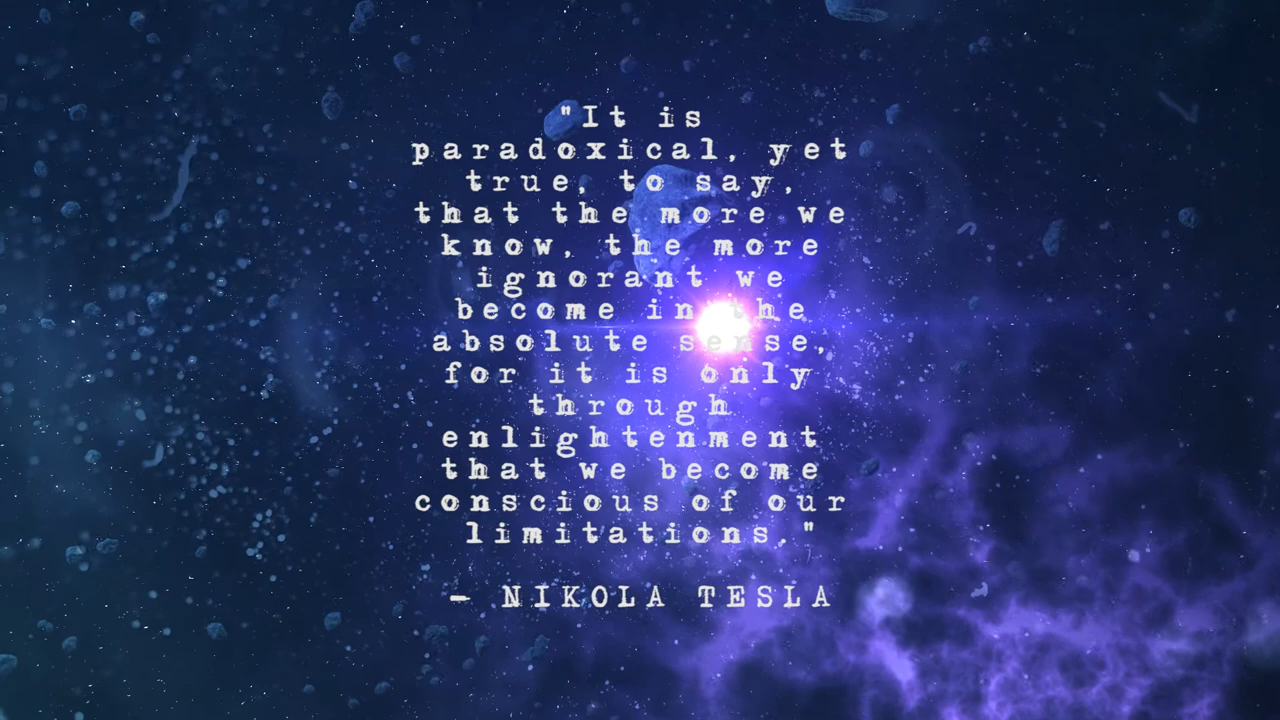 "It is
paradoxical, yet
true, to say,
that the more we
know, the more
ignorant we
become in the
absolute sense,
for it is only
through
enlightenment
that we become
conscious of our
limitations."
— NIKOLA TESLA